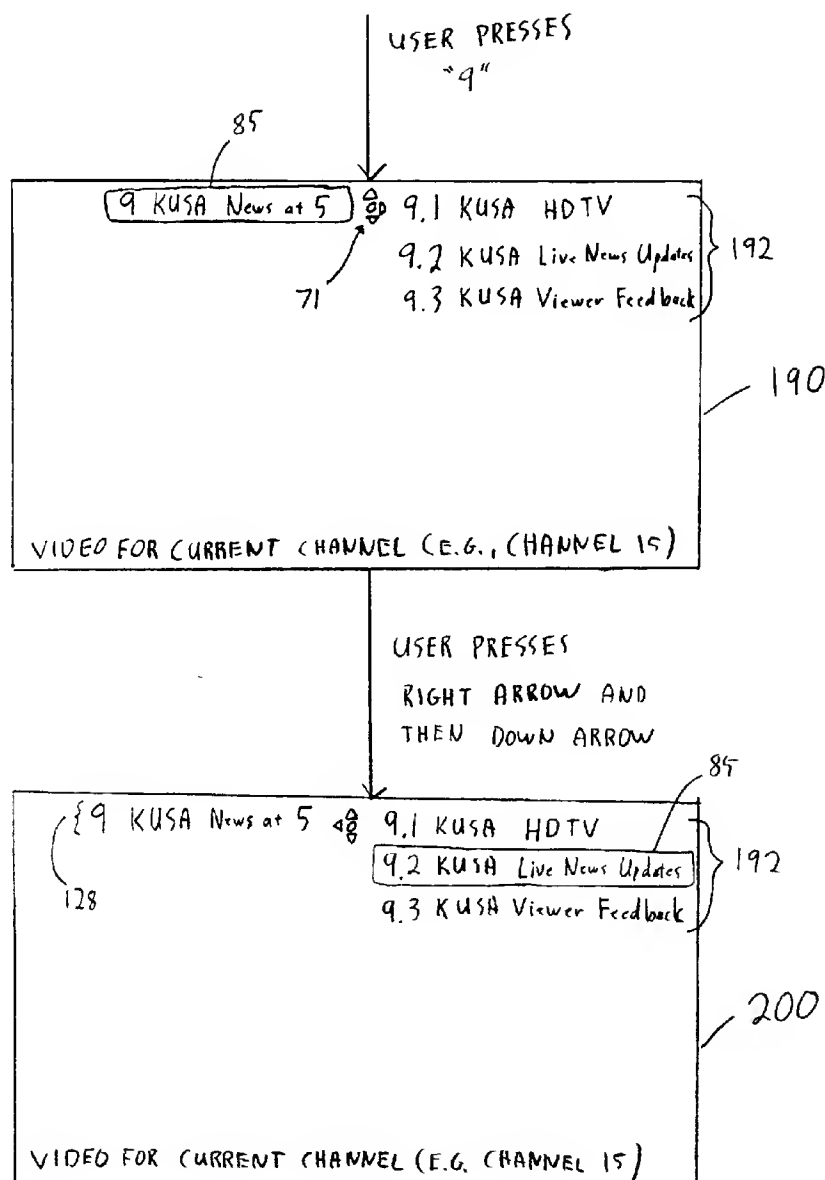 USER PRESSES
"9"
85
9 KUSA News at 5
9.1 KUSA HDTV
9.2 KUSA Live News Updates
9.3 KUSA Viewer Feedback
192
71
190
VIDEO FOR CURRENT CHANNEL (E.G., CHANNEL 15)
USER PRESSES
RIGHT ARROW AND
THEN DOWN ARROW
85
{9 KUSA News at 5
9.1 KUSA HDTV
9.2 KUSA Live News Updates
9.3 KUSA Viewer Feedback
192
128
200
VIDEO FOR CURRENT CHANNEL (E.G. CHANNEL 15)